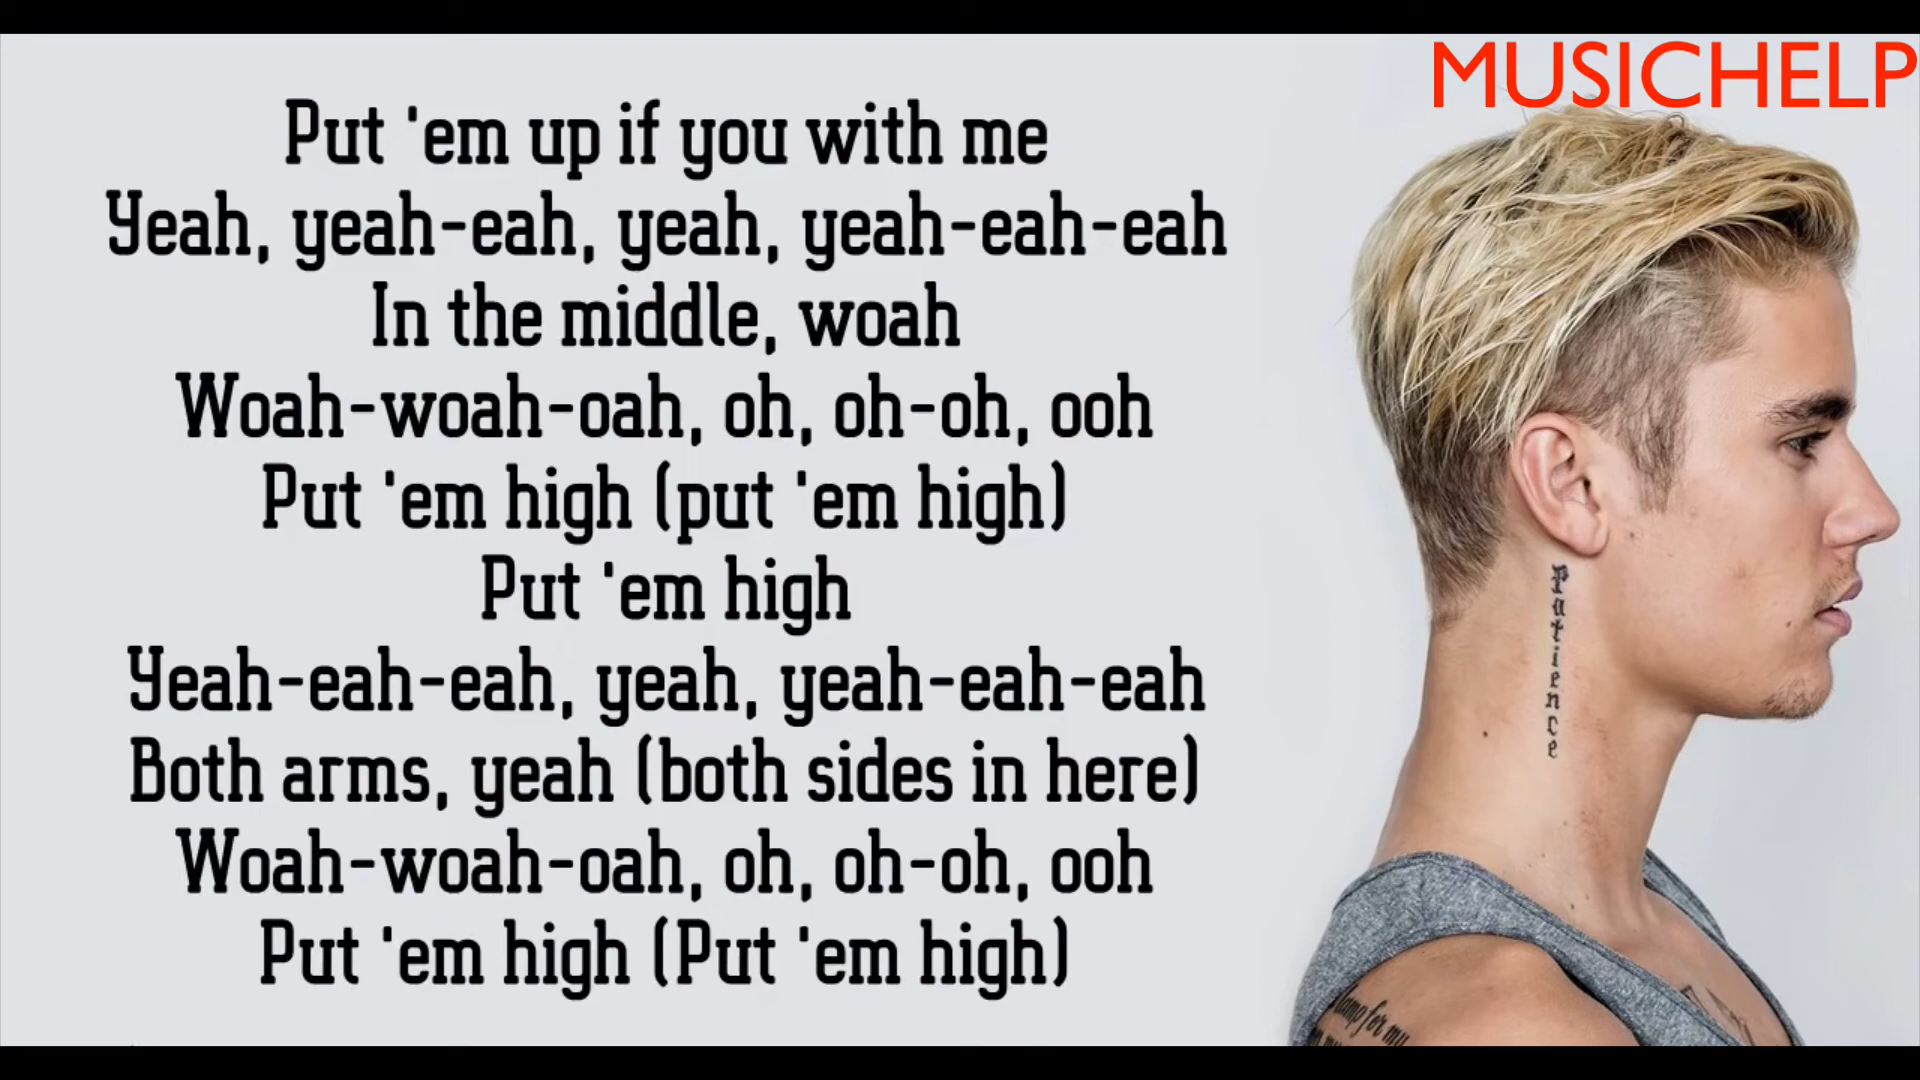 MUSICHELP
Put 'em up if you with me
Yeah, yeah-eah, yeah, yeah-eah-eah
In the middle, woah
Woah-woah-oah, oh, oh-oh, ooh
Put 'em high (put 'em high)
Put 'em high
Yeah-eah-eah, yeah, yeah-eah-eah
Both arms, yeah (both sides in here)
Woah-woah-oah, oh, oh-oh, ooh
Put 'em high (Put 'em high)
Patience
for my